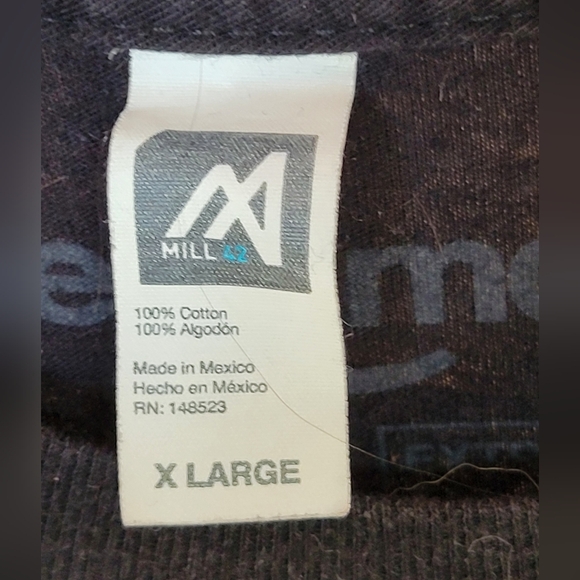 MILL 42
100% Cotton
100% Algodón
Made in Mexico
Hecho en México
RN: 148523
X LARGE